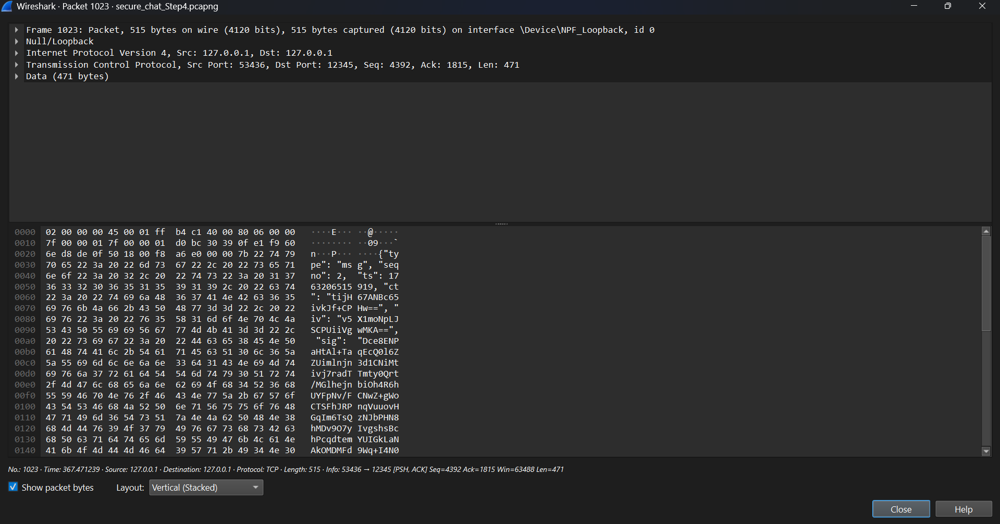 Wireshark · Packet 1023 · secure_chat_Step4.pcapng
Frame 1023: Packet, 515 bytes on wire (4120 bits), 515 bytes captured (4120 bits) on interface \Device\NPF_Loopback, id 0
Null/Loopback
Internet Protocol Version 4, Src: 127.0.0.1, Dst: 127.0.0.1
Transmission Control Protocol, Src Port: 53436, Dst Port: 12345, Seq: 4392, Ack: 1815, Len: 471
Data (471 bytes)
0000 02 00 00 00 45 00 01 ff b4 c1 40 00 80 06 00 00 ····E··· ··@·····
0010 7f 00 00 01 7f 00 00 01 d0 bc 30 39 0f e1 f9 60 ········ ··09···`
0020 6e d8 de 0f 50 18 00 f8 a6 e0 00 00 7b 22 74 79 n···P··· ····{"ty
0030 70 65 22 3a 20 22 6d 73 67 22 2c 20 22 73 65 71 pe": "ms g", "seq
0040 6e 6f 22 3a 20 32 2c 20 22 74 73 22 3a 20 31 37 no": 2,  "ts": 17
0050 36 33 32 30 36 35 31 35 39 31 39 2c 20 22 63 74 63206515 919, "ct
0060 22 3a 20 22 74 69 6a 48 36 37 41 4e 42 63 36 35 ": "tijH 67ANBc65
0070 69 76 6b 4a 66 2b 43 50 48 77 3d 3d 22 2c 20 22 ivkJf+CP Hw==", "
0080 69 76 22 3a 20 22 76 35 58 31 6d 6f 4e 70 4c 4a iv": "v5 X1moNpLJ
0090 53 43 50 55 69 69 56 67 77 4d 4b 41 3d 3d 22 2c SCPUiiVg wMKA==",
00a0 20 22 73 69 67 22 3a 20 22 44 63 65 38 45 4e 50  "sig":  "Dce8ENP
00b0 61 48 74 41 6c 2b 54 61 71 45 63 51 30 6c 36 5a aHtAl+Ta qEcQ0l6Z
00c0 5a 55 69 6d 6c 6e 6a 6e 33 64 31 43 4e 69 4d 74 ZUimlnjn 3d1CNiMt
00d0 69 76 6a 37 72 61 64 54 54 6d 74 79 30 51 72 74 ivj7radT Tmty0Qrt
00e0 2f 4d 47 6c 68 65 6a 6e 62 69 4f 68 34 52 36 68 /MGlhejn biOh4R6h
00f0 55 59 46 70 4e 76 2f 46 43 4e 77 5a 2b 67 57 6f UYFpNv/F CNwZ+gWo
0100 43 54 53 46 68 4a 52 50 6e 71 56 75 75 6f 76 48 CTSFhJRP nqVuuovH
0110 47 71 49 6d 36 54 73 51 7a 4e 4a 62 50 48 4e 38 GqIm6TsQ zNJbPHN8
0120 68 4d 44 76 39 4f 37 79 49 76 67 73 68 73 42 63 hMDv9O7y IvgshsBc
0130 68 50 63 71 64 74 65 6d 59 55 49 47 6b 4c 61 4e hPcqdtem YUIGkLaN
0140 41 6b 4f 4d 44 4d 46 64 39 57 71 2b 49 34 4e 30 AkOMDMFd 9Wq+I4N0
No.: 1023 · Time: 367.471239 · Source: 127.0.0.1 · Destination: 127.0.0.1 · Protocol: TCP · Length: 515 · Info: 53436 → 12345 [PSH, ACK] Seq=4392 Ack=1815 Win=63488 Len=471
Show packet bytes Layout: Vertical (Stacked)
Close Help